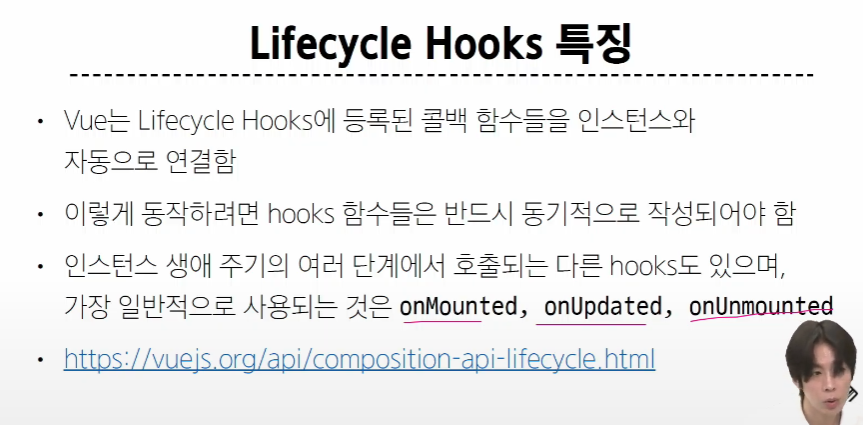 Lifecycle Hooks 특징
• Vue는 Lifecycle Hooks에 등록된 콜백 함수들을 인스턴스와
자동으로 연결함
• 이렇게 동작하려면 hooks 함수들은 반드시 동기적으로 작성되어야 함
• 인스턴스 생애 주기의 여러 단계에서 호출되는 다른 hooks도 있으며,
가장 일반적으로 사용되는 것은 onMounted, onUpdated, onUnmounted
• https://vuejs.org/api/composition-api-lifecycle.html